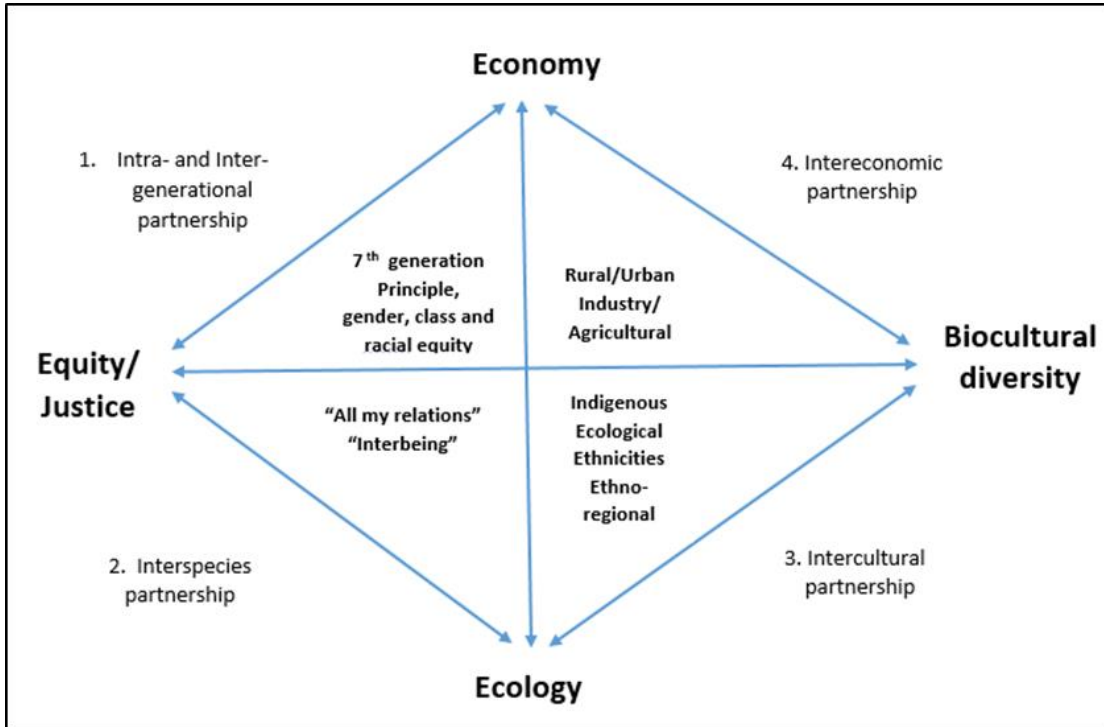 Economy
1. Intra- and Inter-
generational
partnership
4. Intereconomic
partnership
7th generation
Principle,
gender, class and
racial equity
Rural/Urban
Industry/
Agricultural
Equity/
Justice
Biocultural
diversity
“All my relations”
“Interbeing”
Indigenous
Ecological
Ethnicities
Ethno-
regional
2. Interspecies
partnership
3. Intercultural
partnership
Ecology